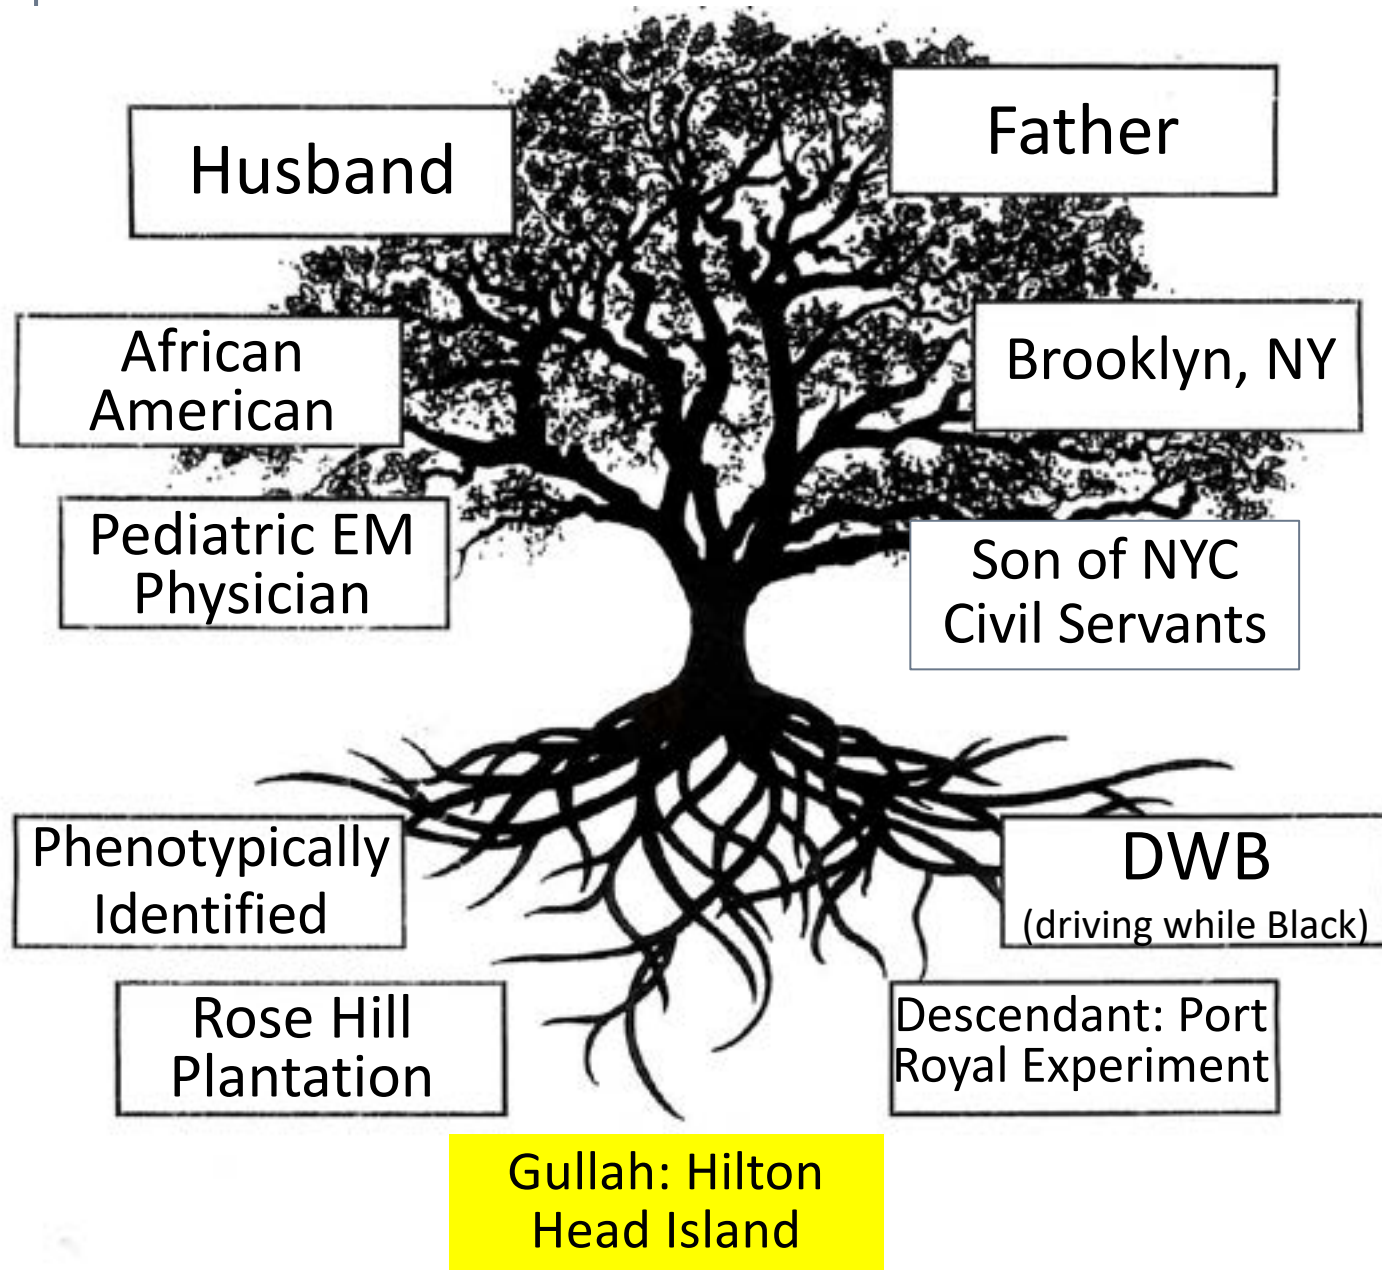 Husband
Father
African
American
Brooklyn, NY
Pediatric EM
Physician
Son of NYC
Civil Servants
Phenotypically
Identified
DWB
(driving while Black)
Rose Hill
Plantation
Descendant: Port
Royal Experiment
Gullah: Hilton
Head Island